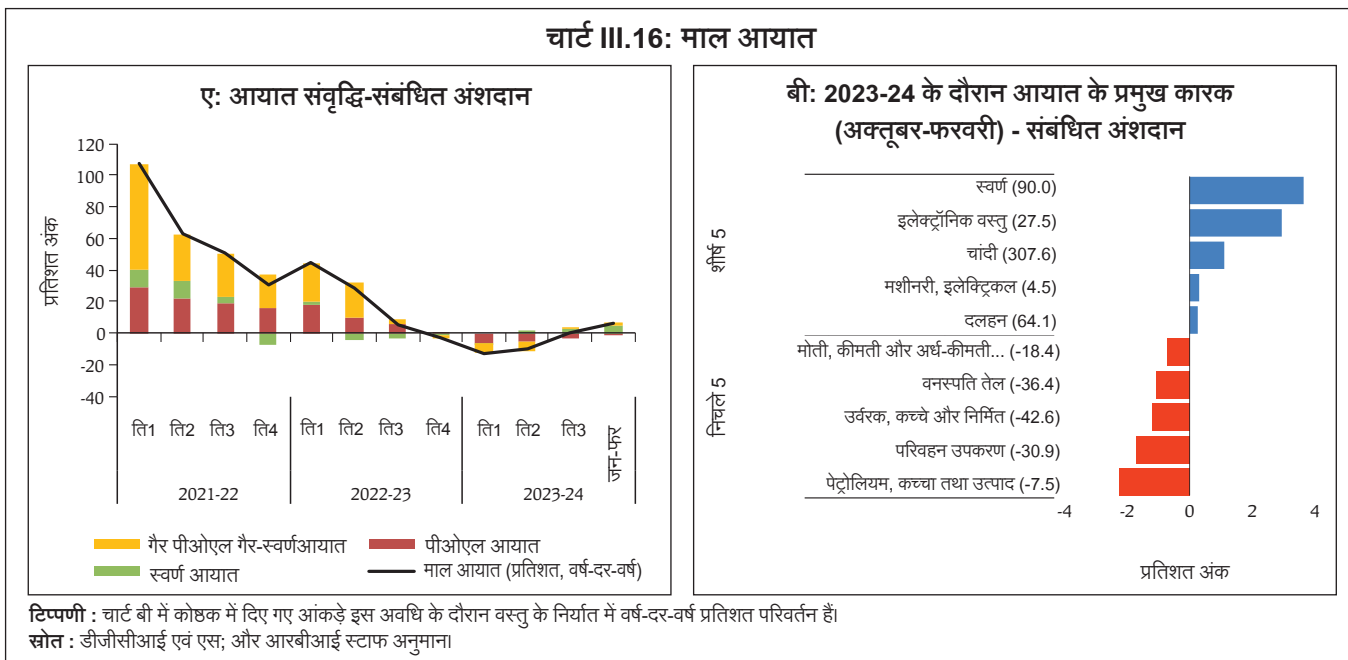 चार्ट III.16: माल आयात
ए: आयात संवृद्धि-संबंधित अंशदान
प्रतिशत अंक
120
100
80
60
40
20
0
-20
-40
ति1 ति2 ति3 ति4 ति1 ति2 ति3 ति4 ति1 ति2 ति3 जन-फर
2021-22 2022-23 2023-24
गैर पीओएल गैर-स्वर्णआयात पीओएल आयात
स्वर्ण आयात माल आयात (प्रतिशत, वर्ष-दर-वर्ष)
बी: 2023-24 के दौरान आयात के प्रमुख कारक
(अक्तूबर-फरवरी) - संबंधित अंशदान
शीर्ष 5
स्वर्ण (90.0)
इलेक्ट्रॉनिक वस्तु (27.5)
चांदी (307.6)
मशीनरी, इलेक्ट्रिकल (4.5)
दलहन (64.1)
निचले 5
मोती, कीमती और अर्ध-कीमती... (-18.4)
वनस्पति तेल (-36.4)
उर्वरक, कच्चे और निर्मित (-42.6)
परिवहन उपकरण (-30.9)
पेट्रोलियम, कच्चा तथा उत्पाद (-7.5)
-4 -2 0 2 4
प्रतिशत अंक
टिप्पणी : चार्ट बी में कोष्ठक में दिए गए आंकड़े इस अवधि के दौरान वस्तु के निर्यात में वर्ष-दर-वर्ष प्रतिशत परिवर्तन हैं।
स्रोत : डीजीसीआई एवं एस; और आरबीआई स्टाफ अनुमान।